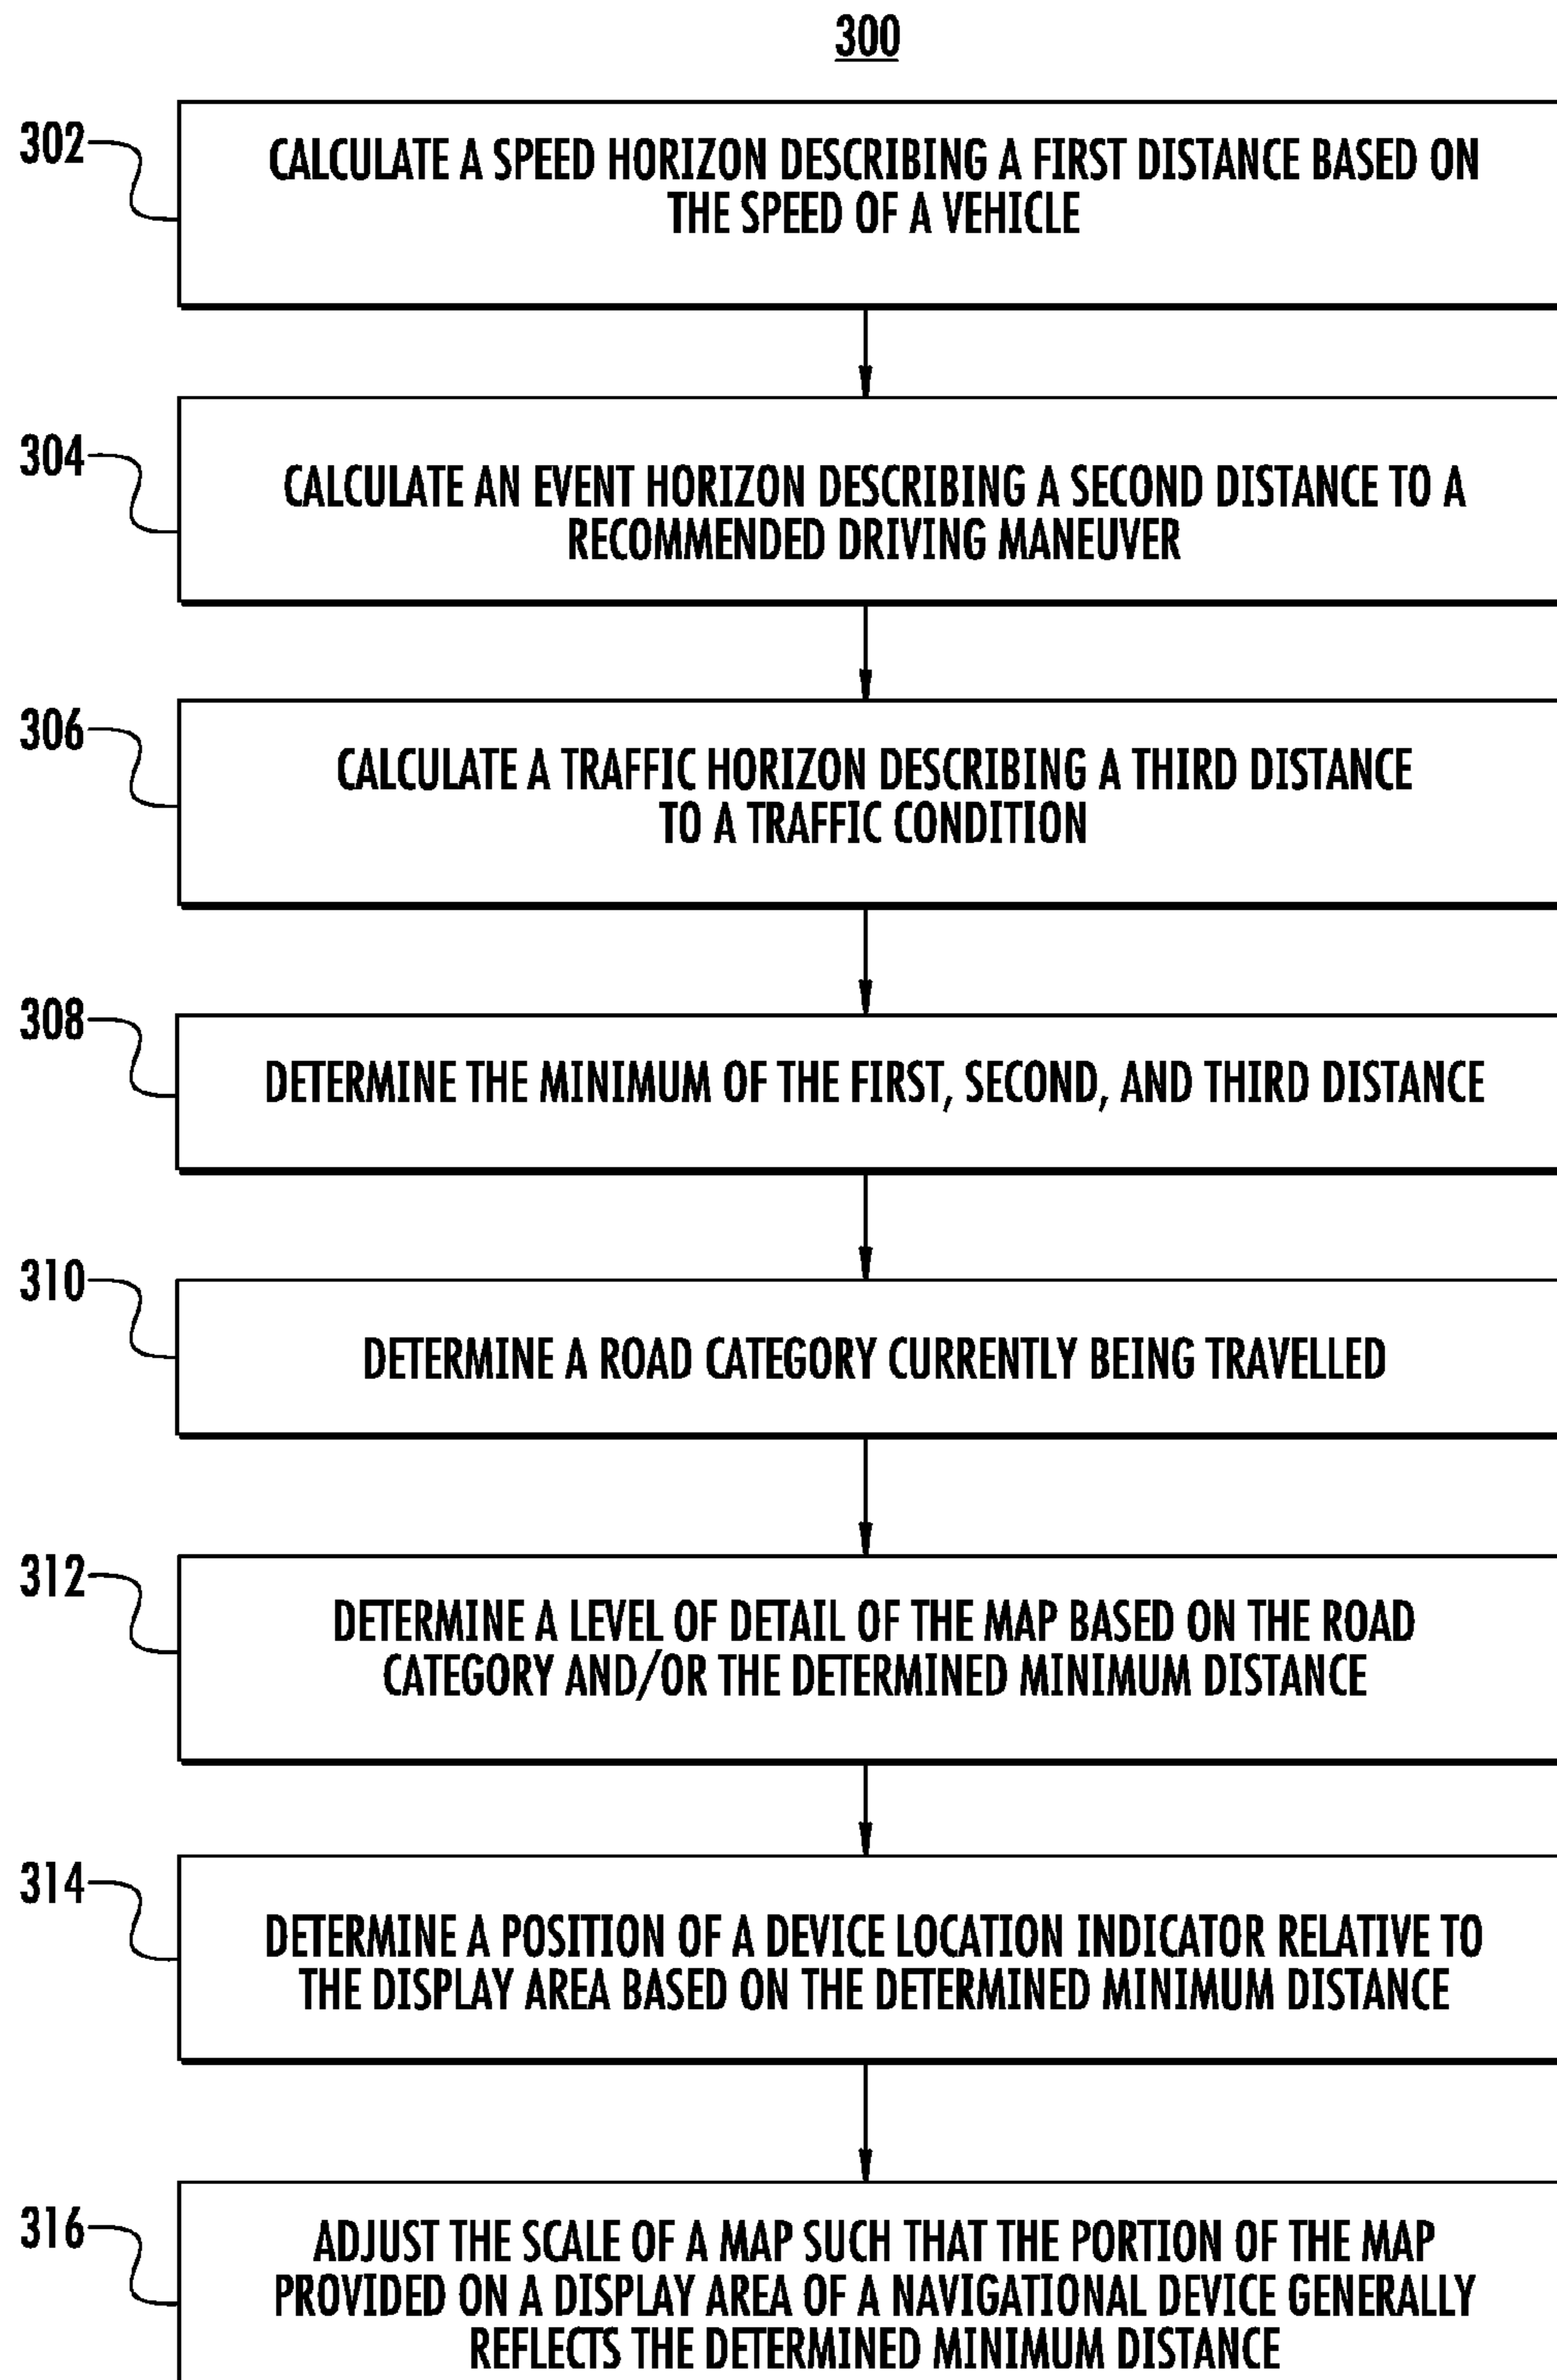 300
302
CALCULATE A SPEED HORIZON DESCRIBING A FIRST DISTANCE BASED ON
THE SPEED OF A VEHICLE
304
CALCULATE AN EVENT HORIZON DESCRIBING A SECOND DISTANCE TO A
RECOMMENDED DRIVING MANEUVER
306
CALCULATE A TRAFFIC HORIZON DESCRIBING A THIRD DISTANCE
TO A TRAFFIC CONDITION
308
DETERMINE THE MINIMUM OF THE FIRST, SECOND, AND THIRD DISTANCE
310
DETERMINE A ROAD CATEGORY CURRENTLY BEING TRAVELLED
312
DETERMINE A LEVEL OF DETAIL OF THE MAP BASED ON THE ROAD
CATEGORY AND/OR THE DETERMINED MINIMUM DISTANCE
314
DETERMINE A POSITION OF A DEVICE LOCATION INDICATOR RELATIVE TO
THE DISPLAY AREA BASED ON THE DETERMINED MINIMUM DISTANCE
316
ADJUST THE SCALE OF A MAP SUCH THAT THE PORTION OF THE MAP
PROVIDED ON A DISPLAY AREA OF A NAVIGATIONAL DEVICE GENERALLY
REFLECTS THE DETERMINED MINIMUM DISTANCE